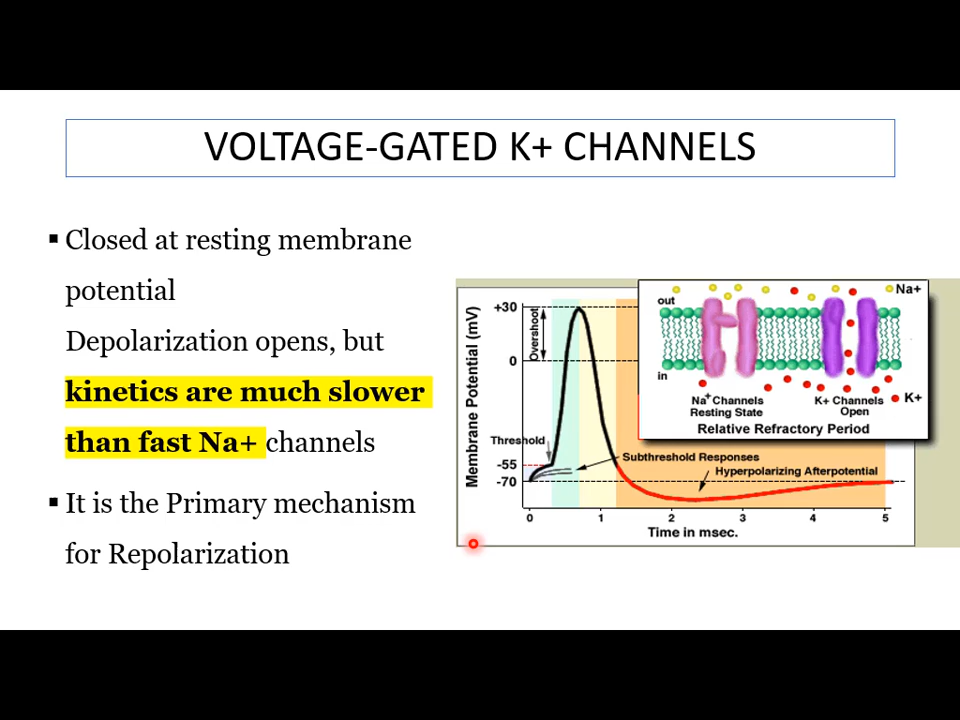 VOLTAGE-GATED K+ CHANNELS
▪ Closed at resting membrane
potential
Depolarization opens, but
kinetics are much slower
than fast Na+ channels
▪ It is the Primary mechanism
for Repolarization
Membrane Potential (mV)
+30
0
-55
-70
Overshoot
Threshold
Subthreshold Responses
Hyperpolarizing Afterpotential
0 1 2 3 4 5
Time in msec.
out
Na+
in
K+
Na+ Channels
Resting State
K+ Channels
Open
Relative Refractory Period